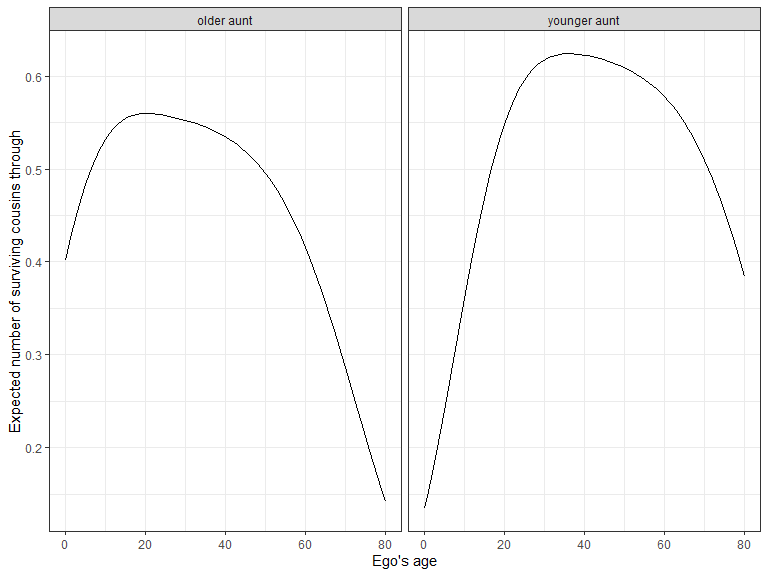 older aunt
younger aunt
Expected number of surviving cousins through
0.6
0.5
0.4
0.3
0.2
0 20 40 60 80
0 20 40 60 80
Ego's age